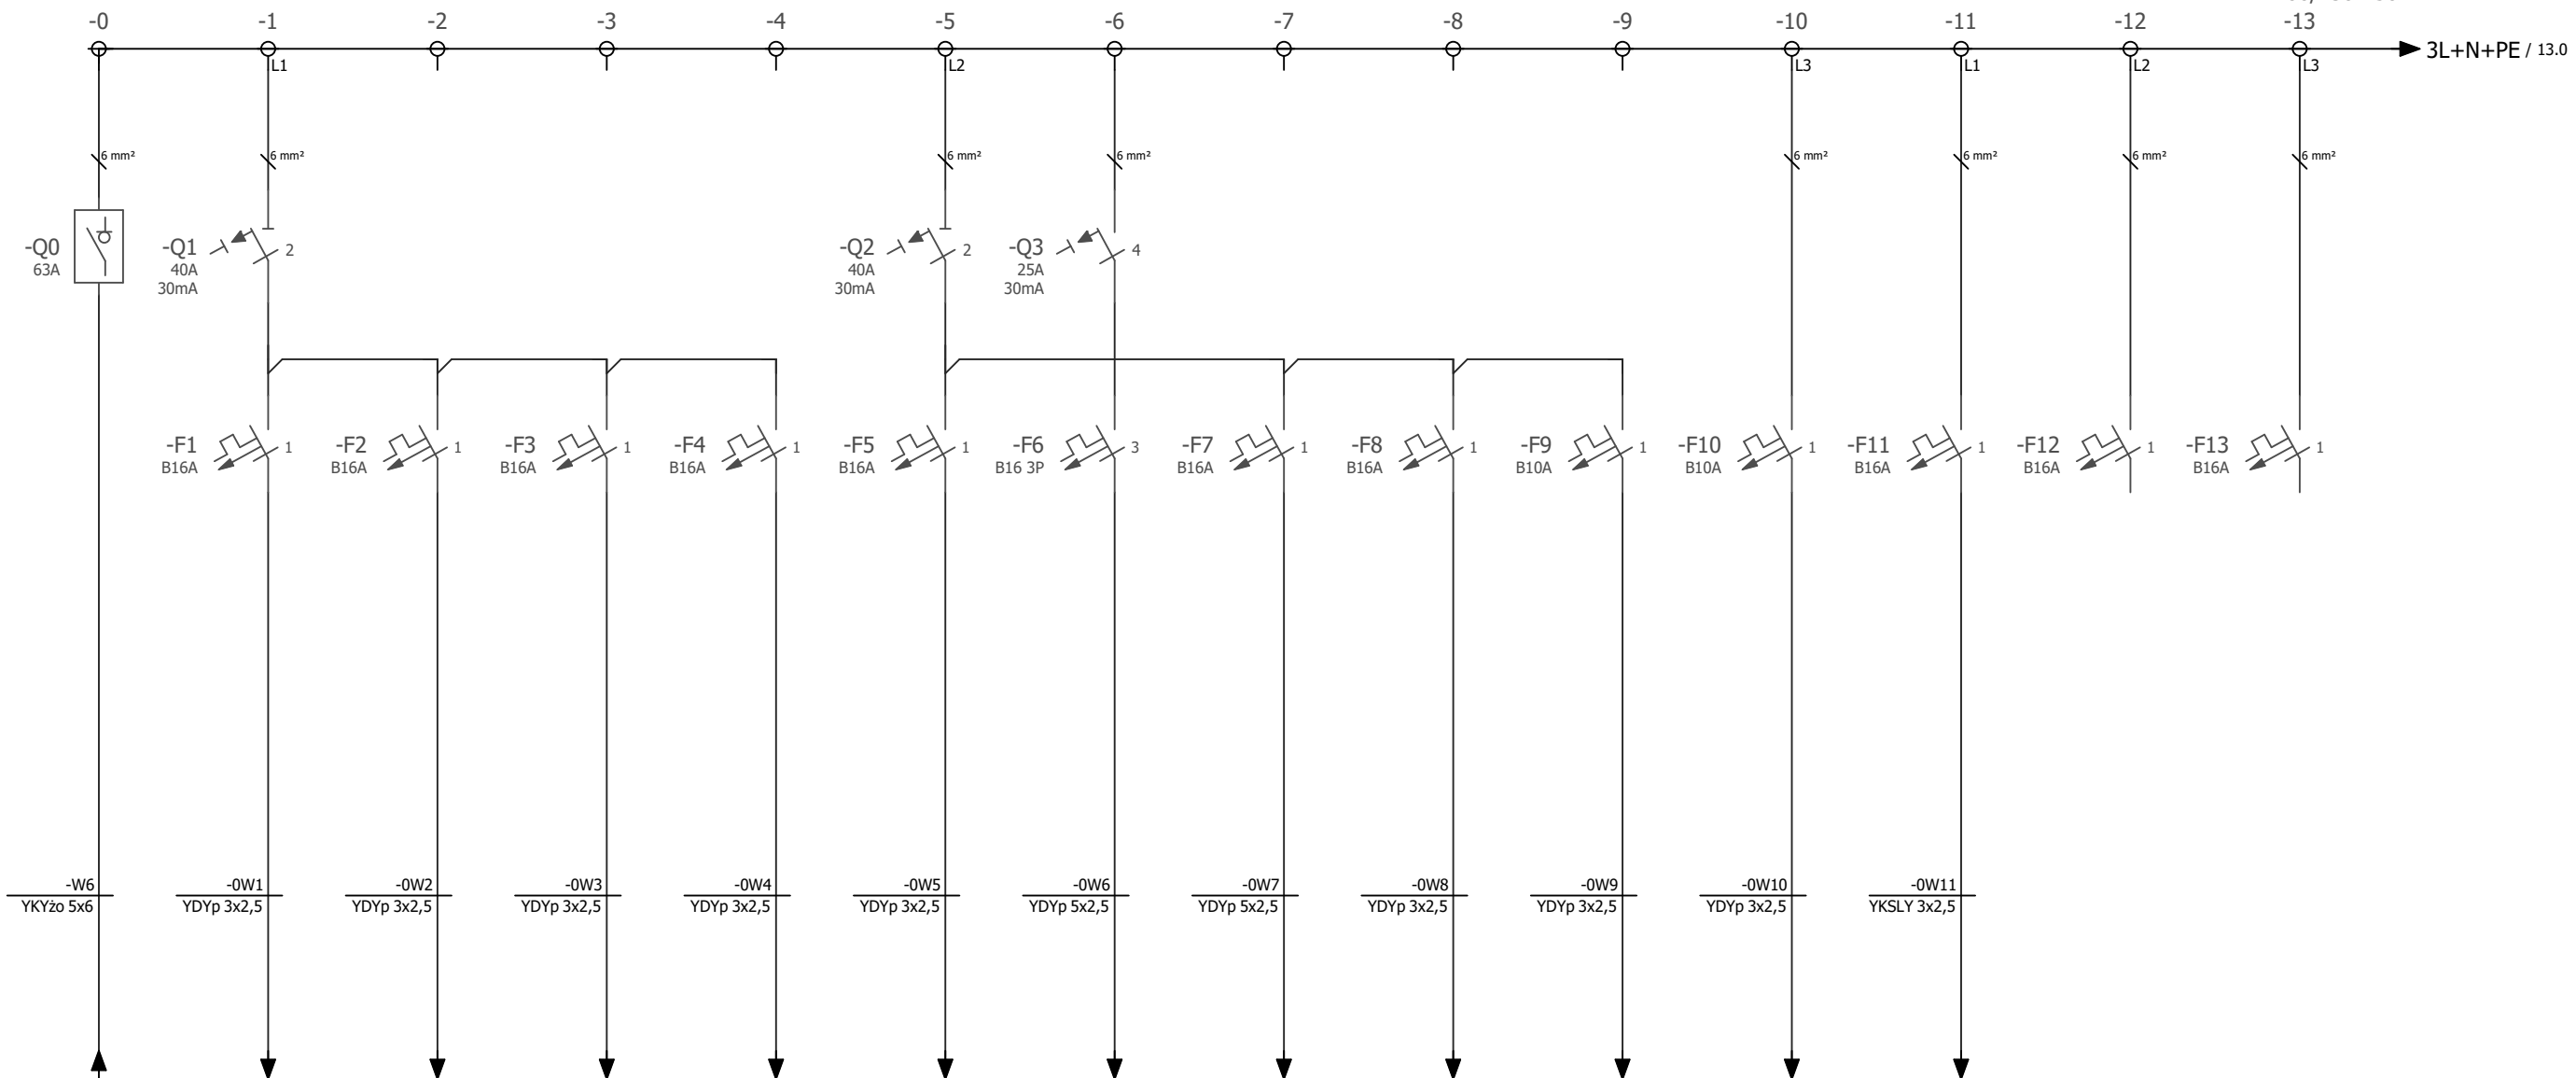 -0 -1 -2 -3 -4 -5 -6 -7 -8 -9 -10 -11 -12 -13
3L+N+PE / 13.0
L1 L2 L3 L1 L2 L3
6 mm² 6 mm² 6 mm² 6 mm² 6 mm² 6 mm² 6 mm² 6 mm²
-Q0 -Q1 2 -Q2 2 -Q3 4
63A 40A 40A 25A
30mA 30mA 30mA
-F1 1 -F2 1 -F3 1 -F4 1 -F5 1 -F6 3 -F7 1 -F8 1 -F9 1 -F10 1 -F11 1 -F12 1 -F13 1
B16A B16A B16A B16A B16A B16 3P B16A B16A B10A B10A B16A B16A B16A
-W6 -0W1 -0W2 -0W3 -0W4 -0W5 -0W6 -0W7 -0W8 -0W9 -0W10 -0W11
YKYżo 5x6 YDYp 3x2,5 YDYp 3x2,5 YDYp 3x2,5 YDYp 3x2,5 YDYp 3x2,5 YDYp 5x2,5 YDYp 5x2,5 YDYp 3x2,5 YDYp 3x2,5 YDYp 3x2,5 YKSLY 3x2,5